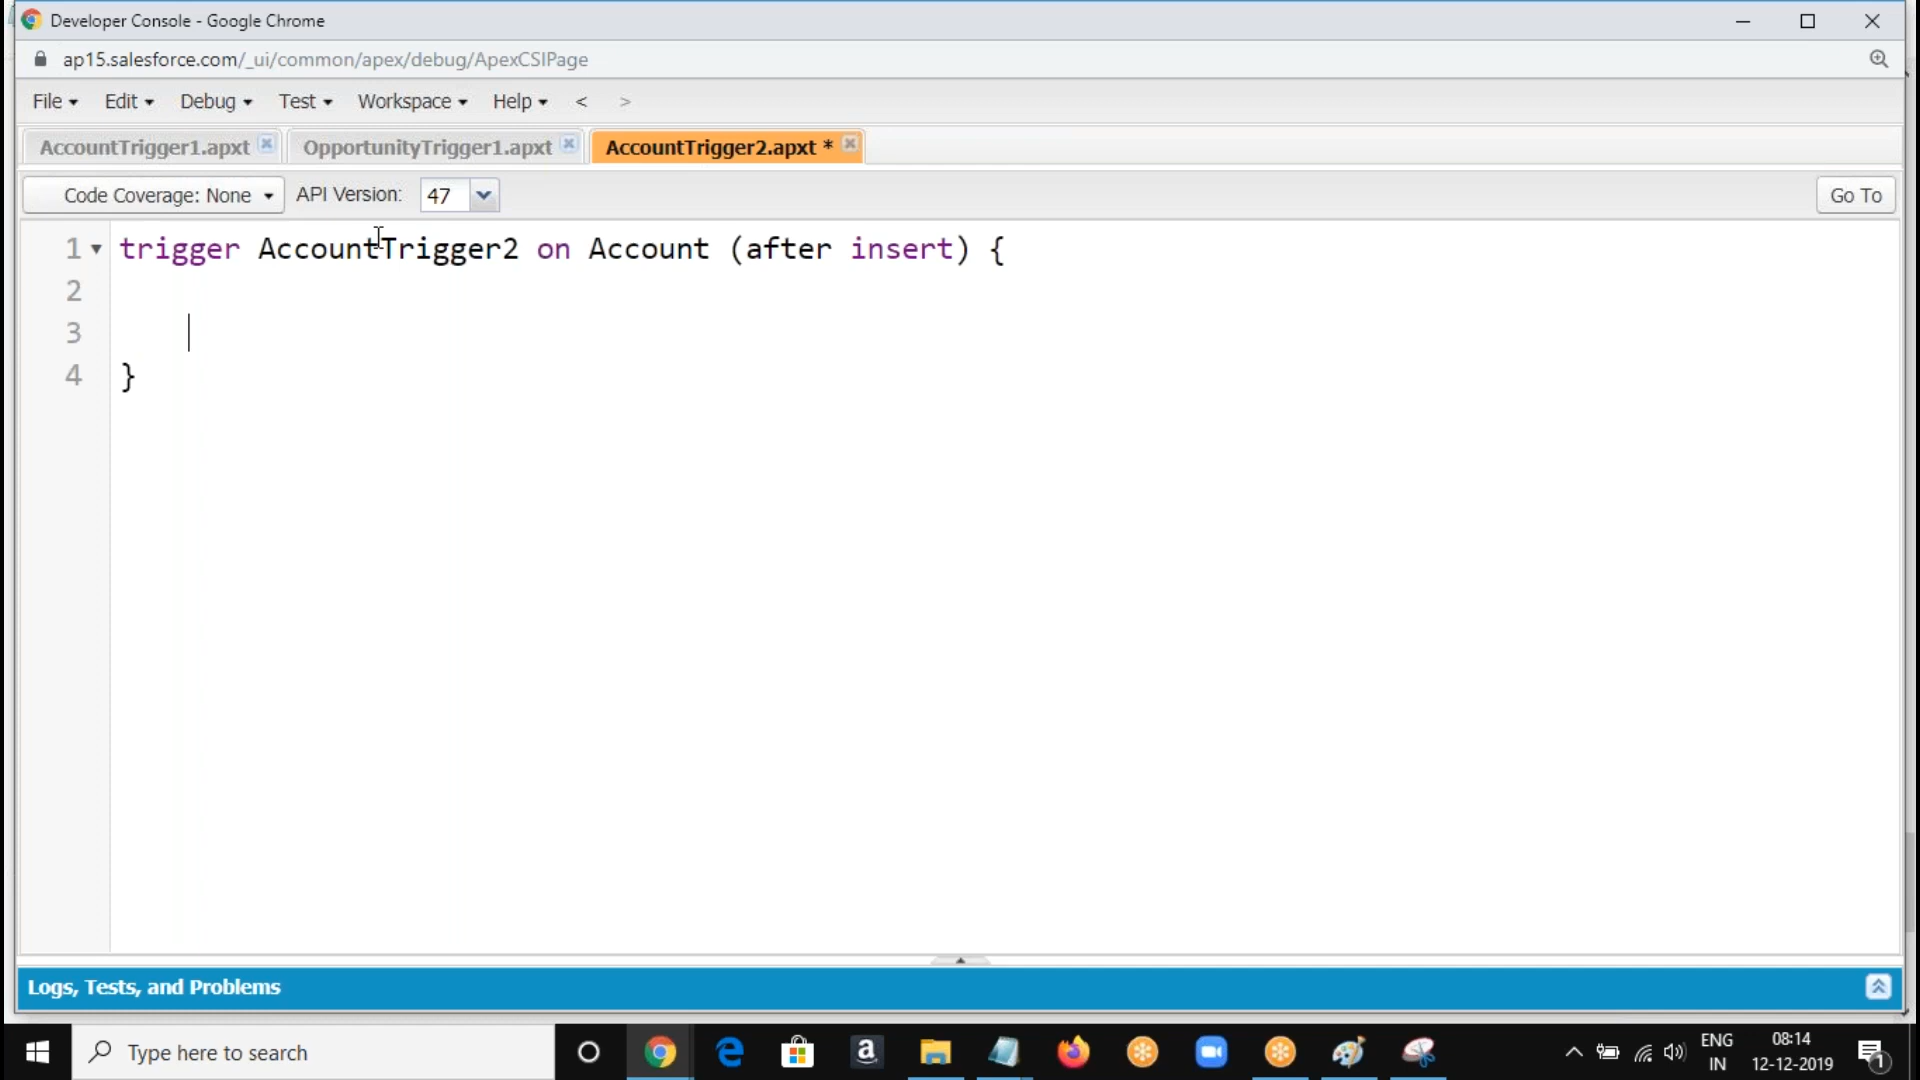 Developer Console - Google Chrome
ap15.salesforce.com/_ui/common/apex/debug/ApexCSIPage
File Edit Debug Test Workspace Help < >
AccountTrigger1.apxt OpportunityTrigger1.apxt AccountTrigger2.apxt *
Code Coverage: None API Version: 47 Go To
1 trigger AccountTrigger2 on Account (after insert) {
2
3
4 }
Logs, Tests, and Problems
Type here to search
ENG
IN
08:14
12-12-2019
1